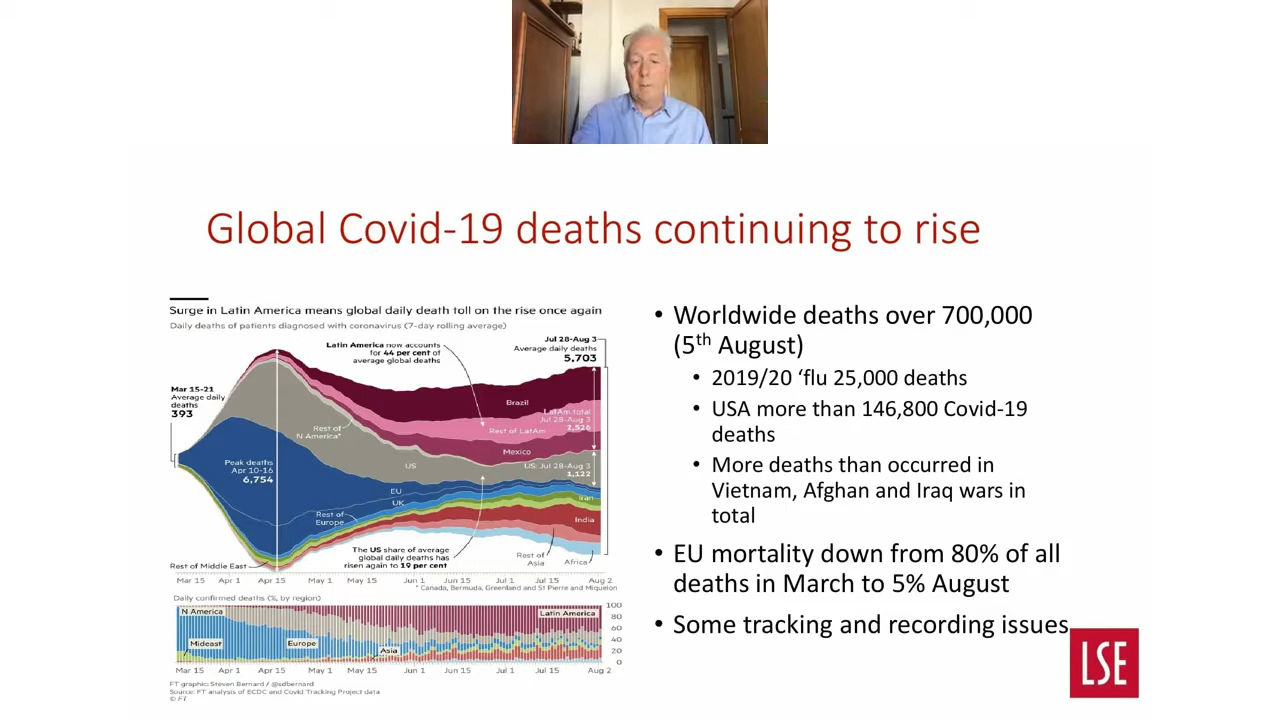 Global Covid-19 deaths continuing to rise
Surge in Latin America means global daily death toll on the rise once again
Daily deaths of patients diagnosed with coronavirus (7-day rolling average)
Latin America now accounts
for 44 per cent of
average global deaths
Jul 28-Aug 3
Average daily deaths
5,703
Mar 15-21
Average daily
deaths
393
Brazil
LatAm total
Jul 28-Aug 3
2,526
Rest of LatAm
Rest of
N America*
Mexico
Peak deaths
Apr 10-16
6,754
US
US: Jul 28-Aug 3
1,122
EU
UK
Iran
Rest of
Europe
India
The US share of average
global daily deaths has
risen again to 19 per cent
Rest of
Asia
Africa
Rest of Middle East
Mar 15 Apr 1 Apr 15 May 1 May 15 Jun 1 Jun 15 Jul 1 Jul 15 Aug 2
* Canada, Bermuda, Greenland and St Pierre and Miquelon
Daily confirmed deaths (%, by region)
100
80
60
40
20
0
N America
Latin America
Mideast
Europe
Asia
Mar 15 Apr 1 Apr 15 May 1 May 15 Jun 1 Jun 15 Jul 1 Jul 15 Aug 2
FT graphic: Steven Bernard / @sdbernard
Source: FT analysis of ECDC and Covid Tracking Project data
© FT
• Worldwide deaths over 700,000
(5th August)
• 2019/20 ‘flu 25,000 deaths
• USA more than 146,800 Covid-19
deaths
• More deaths than occurred in
Vietnam, Afghan and Iraq wars in
total
• EU mortality down from 80% of all
deaths in March to 5% August
• Some tracking and recording issues
LSE